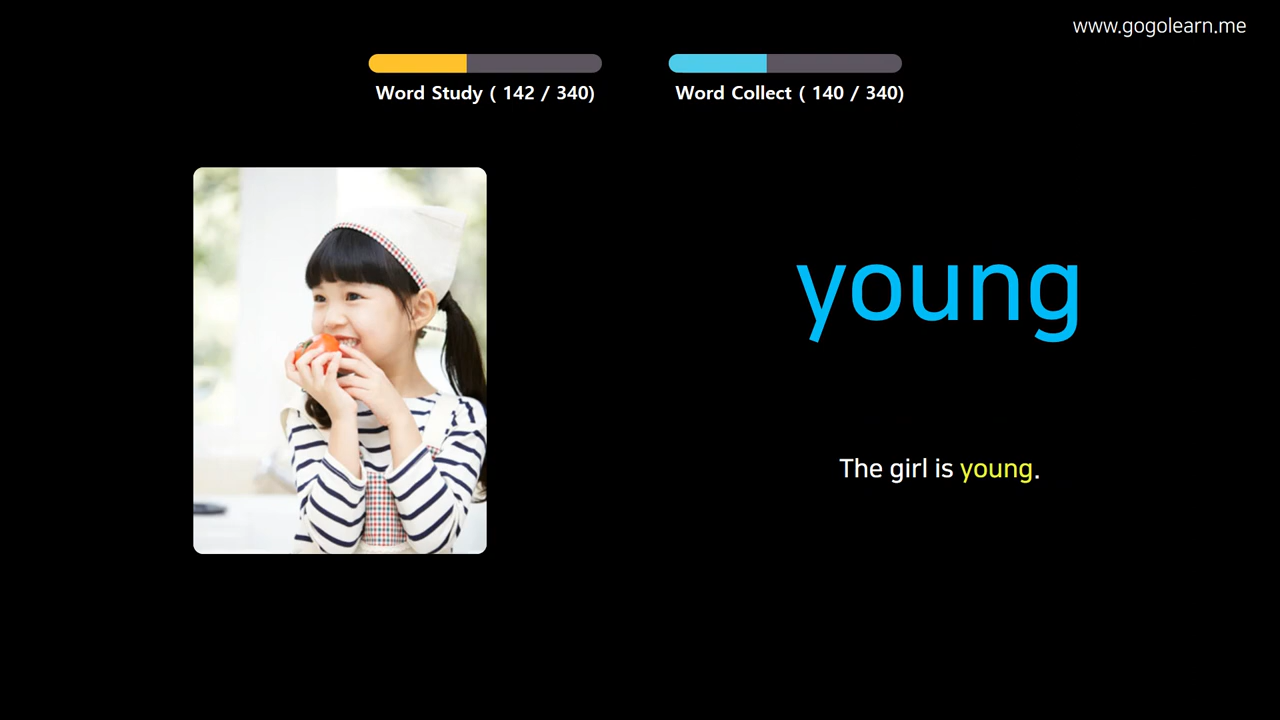 www.gogolearn.me
Word Study ( 142 / 340)
Word Collect ( 140 / 340)
young
The girl is young.